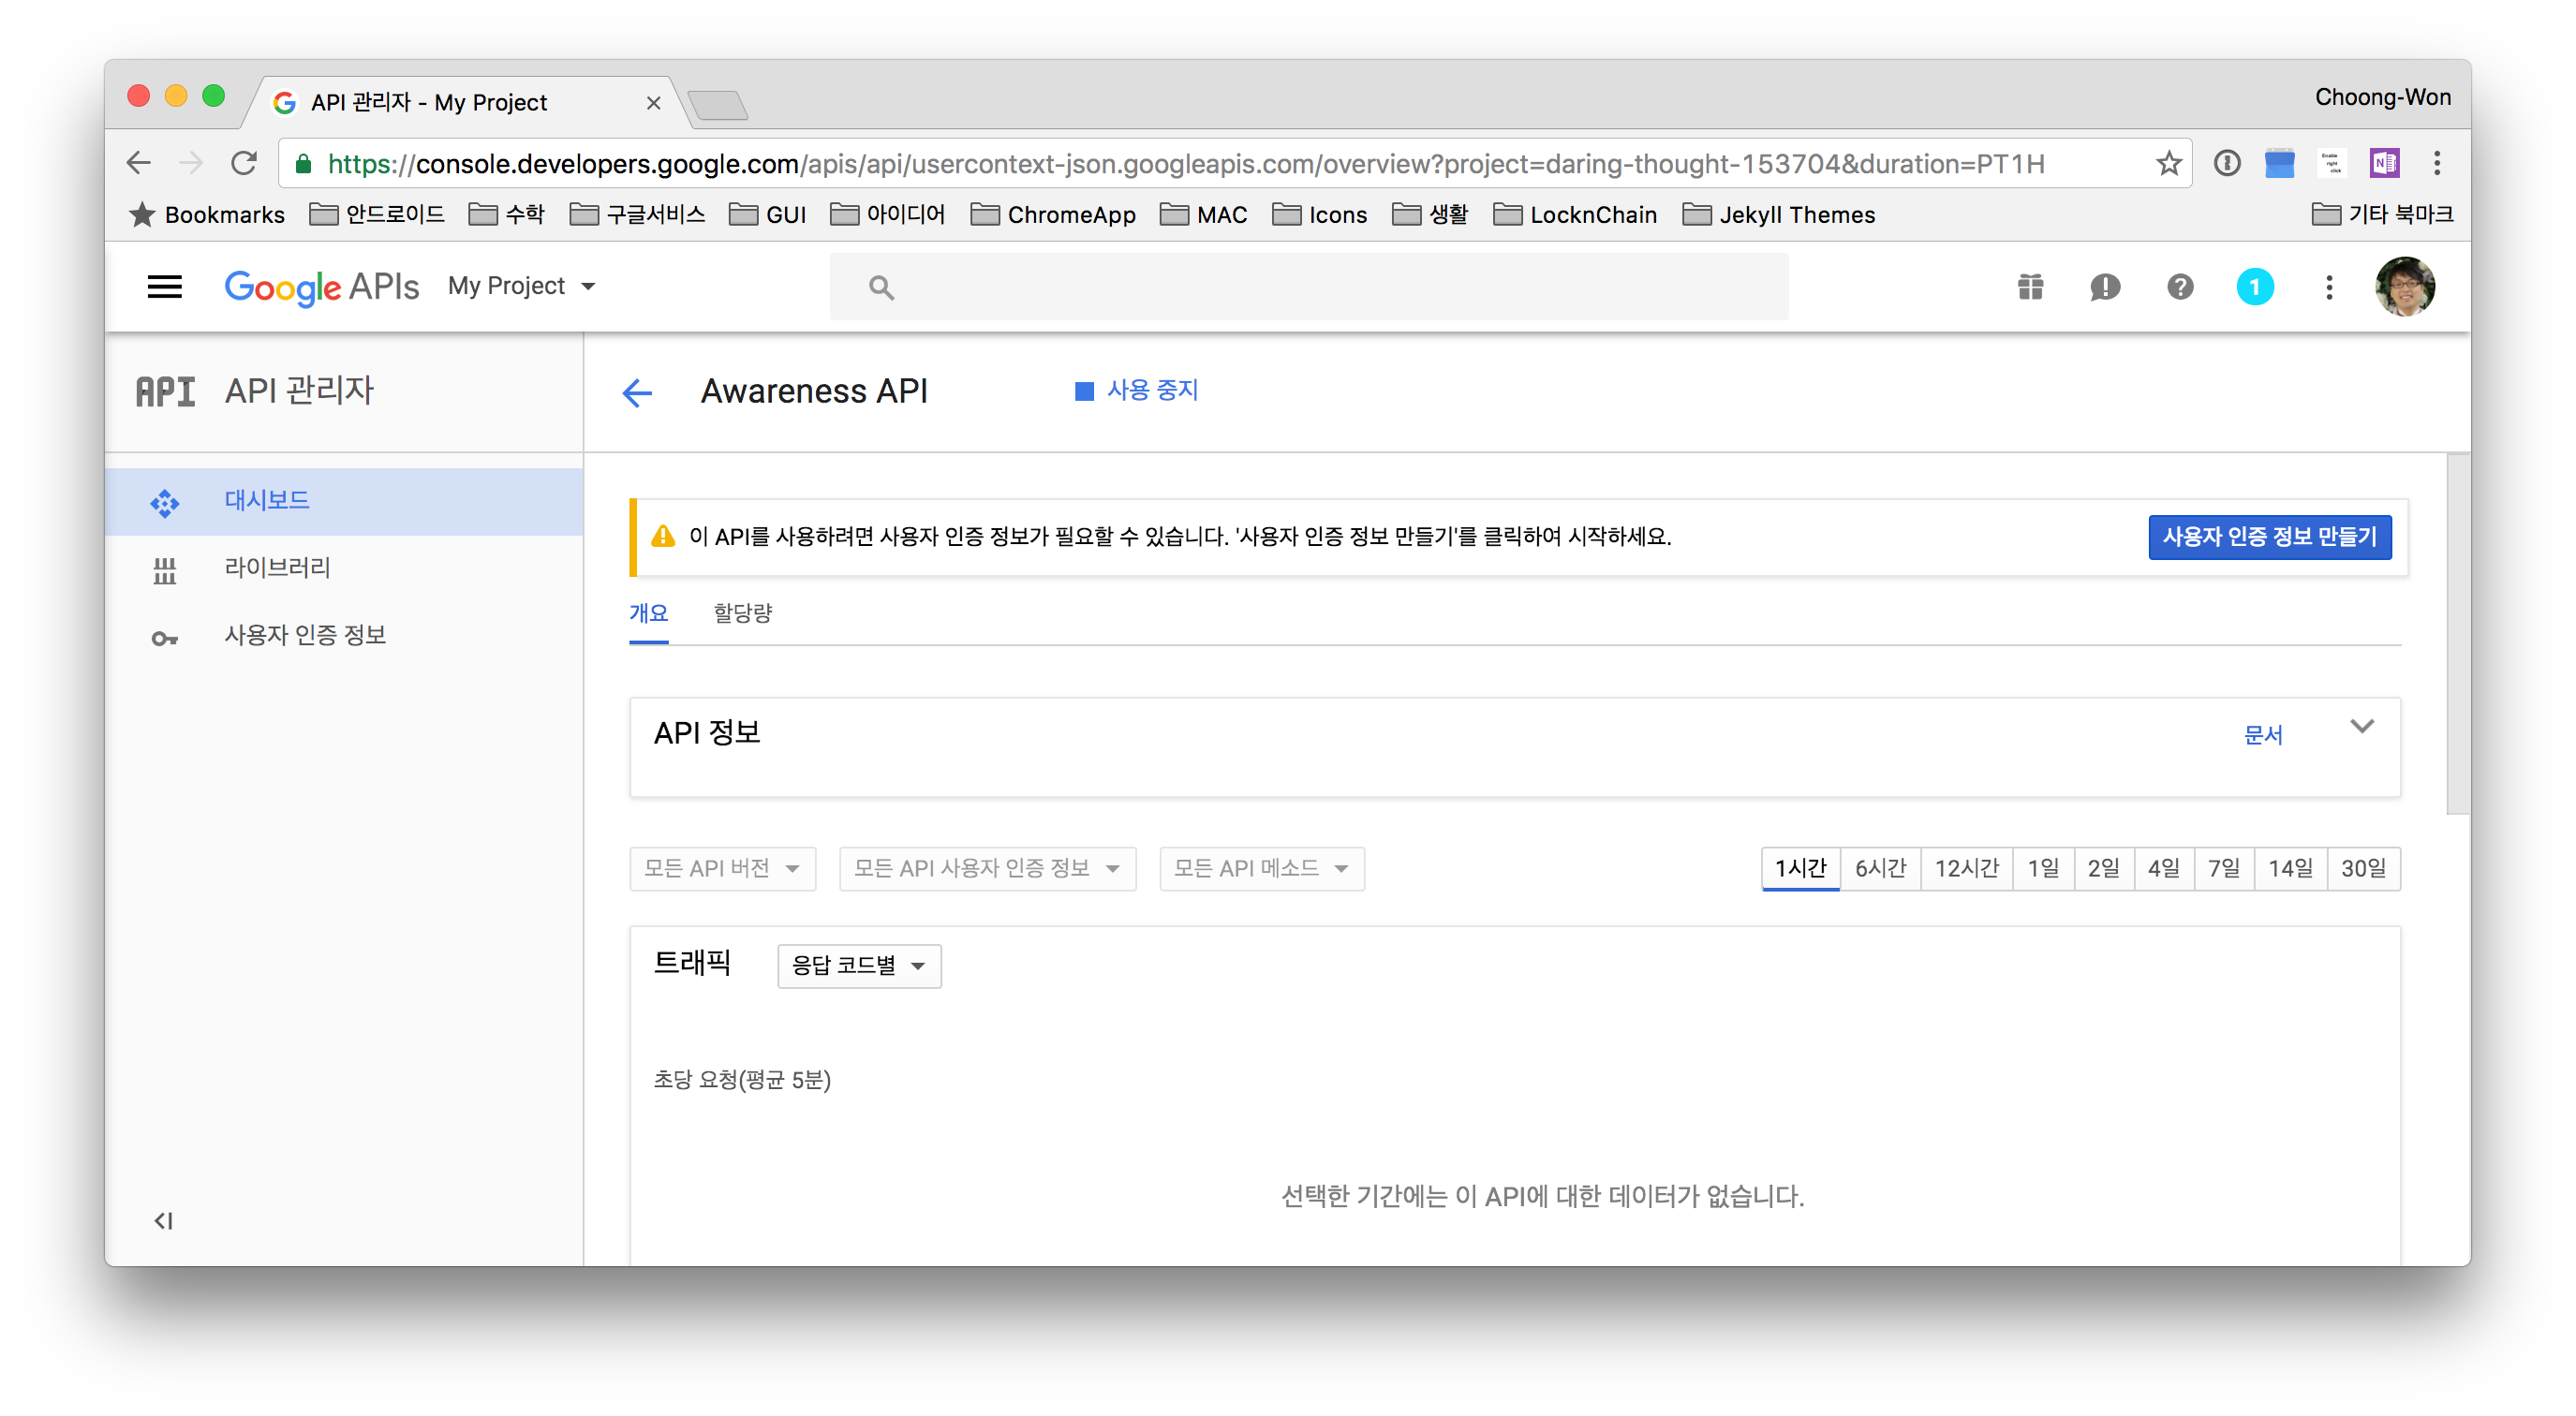 API 관리자 - My Project
Choong-Won
https://console.developers.google.com/apis/api/usercontext-json.googleapis.com/overview?project=daring-thought-153704&duration=PT1H
Bookmarks 안드로이드 수학 구글서비스 GUI 아이디어 ChromeApp MAC Icons 생활 LocknChain Jekyll Themes 기타 북마크
Google APIs My Project 1
API API 관리자
Awareness API 사용 중지
대시보드
라이브러리
사용자 인증 정보
이 API를 사용하려면 사용자 인증 정보가 필요할 수 있습니다. '사용자 인증 정보 만들기'를 클릭하여 시작하세요. 사용자 인증 정보 만들기
개요 할당량
API 정보 문서
모든 API 버전 모든 API 사용자 인증 정보 모든 API 메소드 1시간 6시간 12시간 1일 2일 4일 7일 14일 30일
트래픽 응답 코드별
초당 요청(평균 5분)
선택한 기간에는 이 API에 대한 데이터가 없습니다.